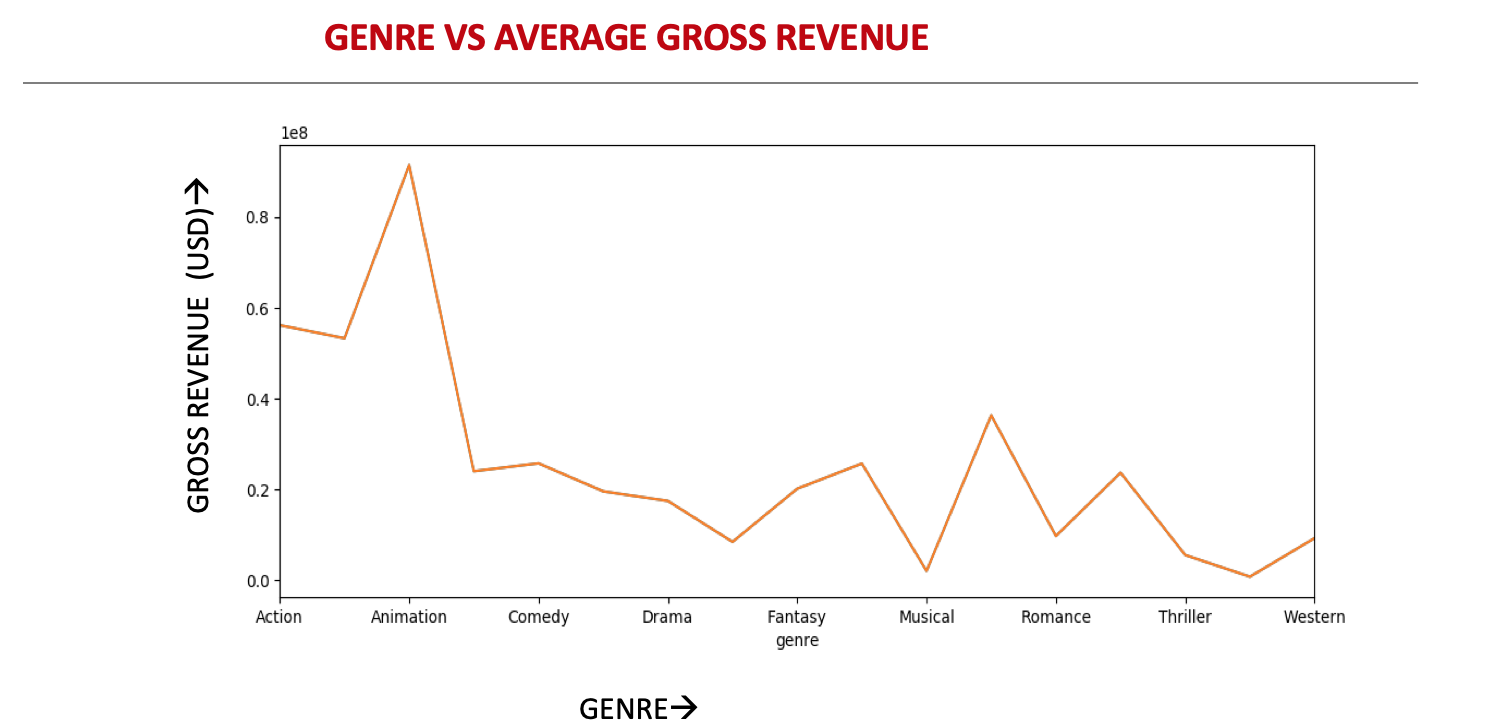 GENRE VS AVERAGE GROSS REVENUE
1e8
GROSS REVENUE (USD)→
0.8
0.6
0.4
0.2
0.0
Action Animation Comedy Drama Fantasy Musical Romance Thriller Western
genre
GENRE→